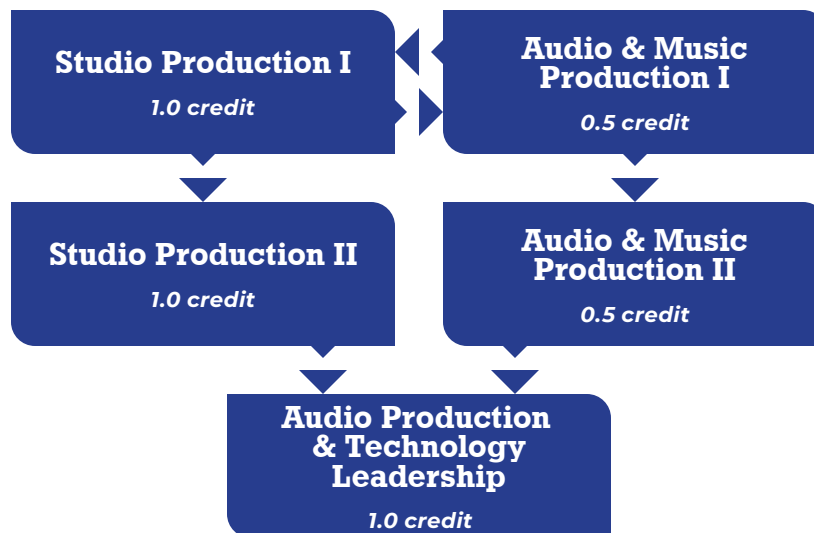 Studio Production I
1.0 credit
Audio & Music
Production I
0.5 credit
Studio Production II
1.0 credit
Audio & Music
Production II
0.5 credit
Audio Production
& Technology
Leadership
1.0 credit